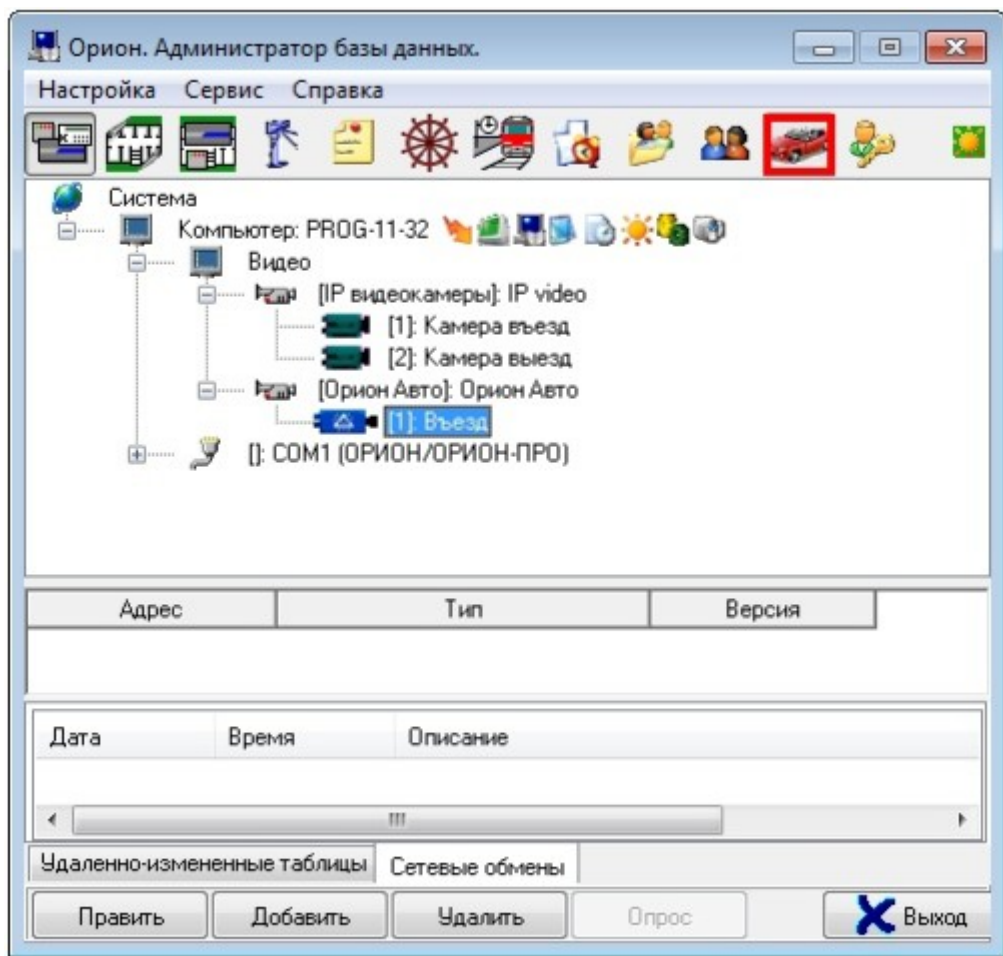 Орион. Администратор базы данных.
Настройка Сервис Справка
Система
Компьютер: PROG-11-32
Видео
[IP видеокамеры]: IP video
[1]: Камера въезд
[2]: Камера выезд
[Орион Авто]: Орион Авто
[1]: Въезд
[]: COM1 (ОРИОН/ОРИОН-ПРО)
Адрес Тип Версия
Дата Время Описание
Удаленно-измененные таблицы Сетевые обмены
Править Добавить Удалить Опрос Выход